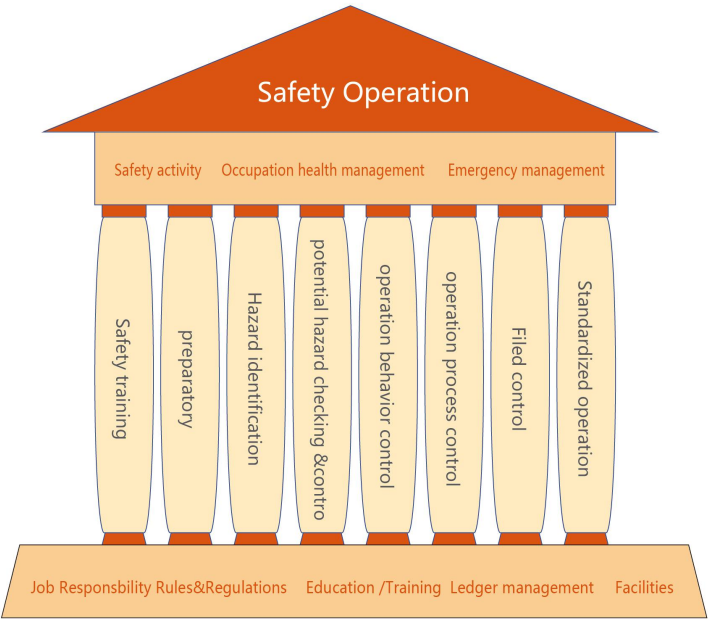 Safety Operation
Safety activity Occupation health management Emergency management
Safety training
preparatory
Hazard identification
potential hazard checking &contro
operation behavior control
operation process control
Filed control
Standardized operation
Job Responsbility Rules&Regulations Education /Training Ledger management Facilities